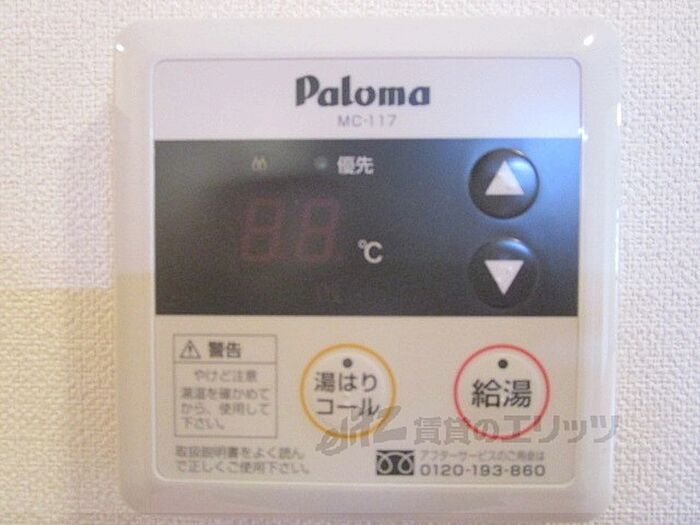 Paloma
MC-117
優先
88 ℃
警告
やけど注意
湯温を確かめて
から、使用して
下さい。
取扱説明書をよく読ん
で正しくご使用下さい。
湯はり
コール
給湯
アフターサービスのご用命は
0120-193-860
賃貸のエリッツ